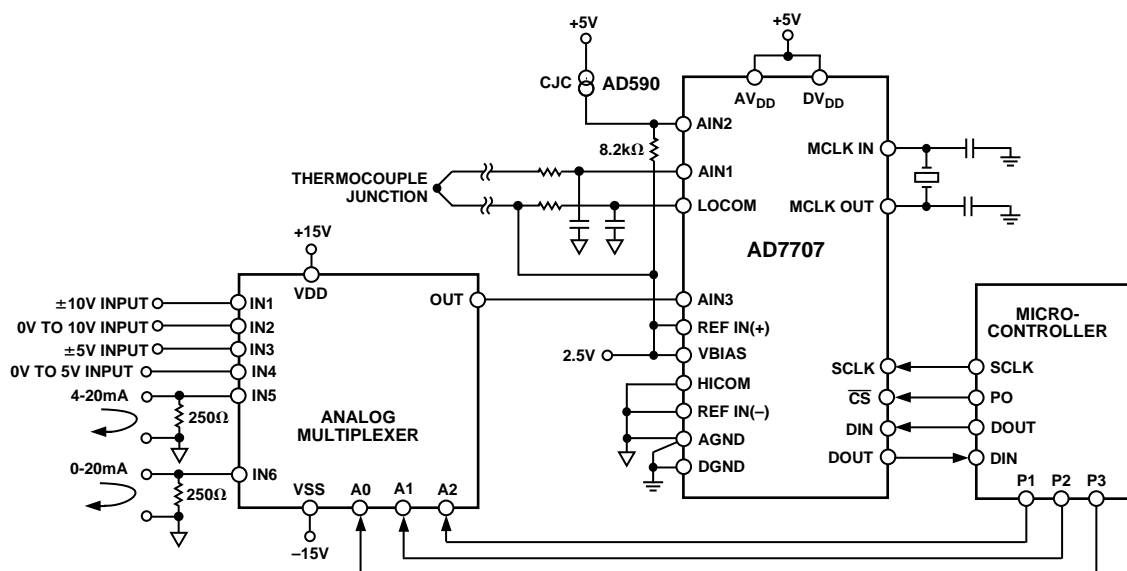 +5V
+5V
CJC
AD590
AVDD
DVDD
AIN2
MCLK IN
8.2kΩ
AIN1
THERMOCOUPLE
JUNCTION
LOCOM
MCLK OUT
AD7707
+15V
VDD
OUT
AIN3
±10V INPUT
IN1
MICRO-
CONTROLLER
0V TO 10V INPUT
IN2
REF IN(+)
±5V INPUT
IN3
2.5V
VBIAS
0V TO 5V INPUT
IN4
SCLK
SCLK
4-20mA
IN5
HICOM
CS
PO
250Ω
ANALOG
MULTIPLEXER
REF IN(–)
DIN
DOUT
AGND
0-20mA
IN6
DGND
DOUT
DIN
250Ω
VSS
A0
A1
A2
P1
P2
P3
–15V